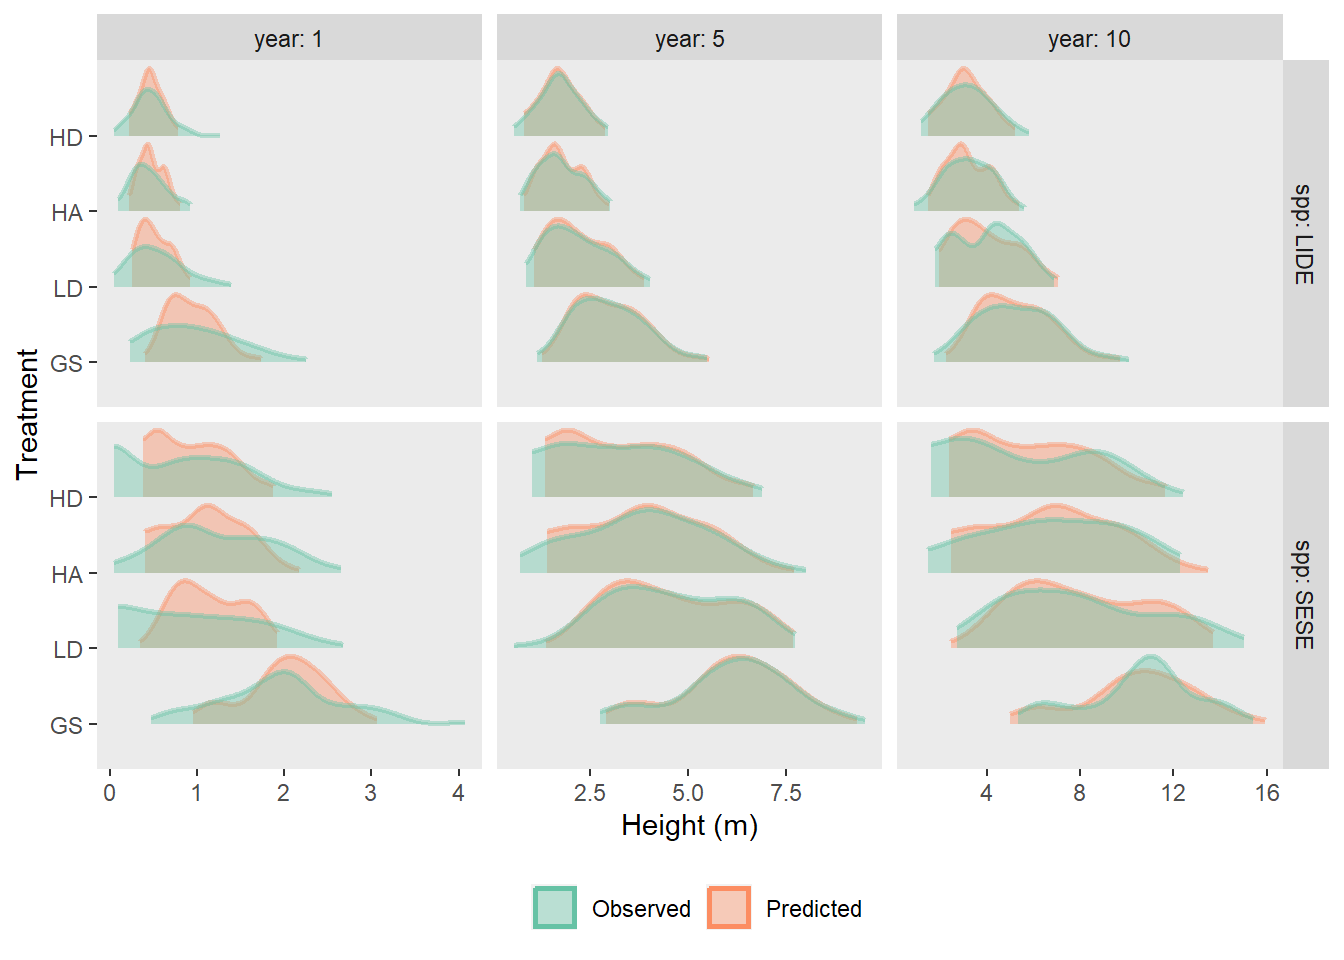 year: 1
year: 5
year: 10
HD
HA
LD
GS
spp: LIDE
Treatment
HD
HA
LD
GS
spp: SESSE
0 1 2 3 4
2.5 5.0 7.5
4 8 12 16
Height (m)
Observed
Predicted